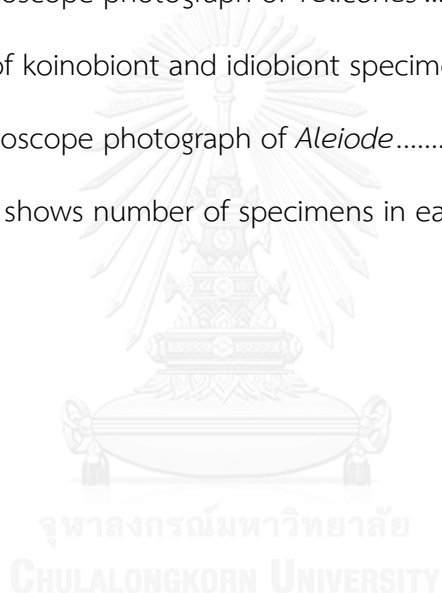 oscope photograph of Yelicones ...
of koinobiont and idiobiont specime
oscope photograph of Aleiode........
shows number of specimens in ea
จุฬาลงกรณ์มหาวิทยาลัย
CHULALONGKORN UNIVERSITY